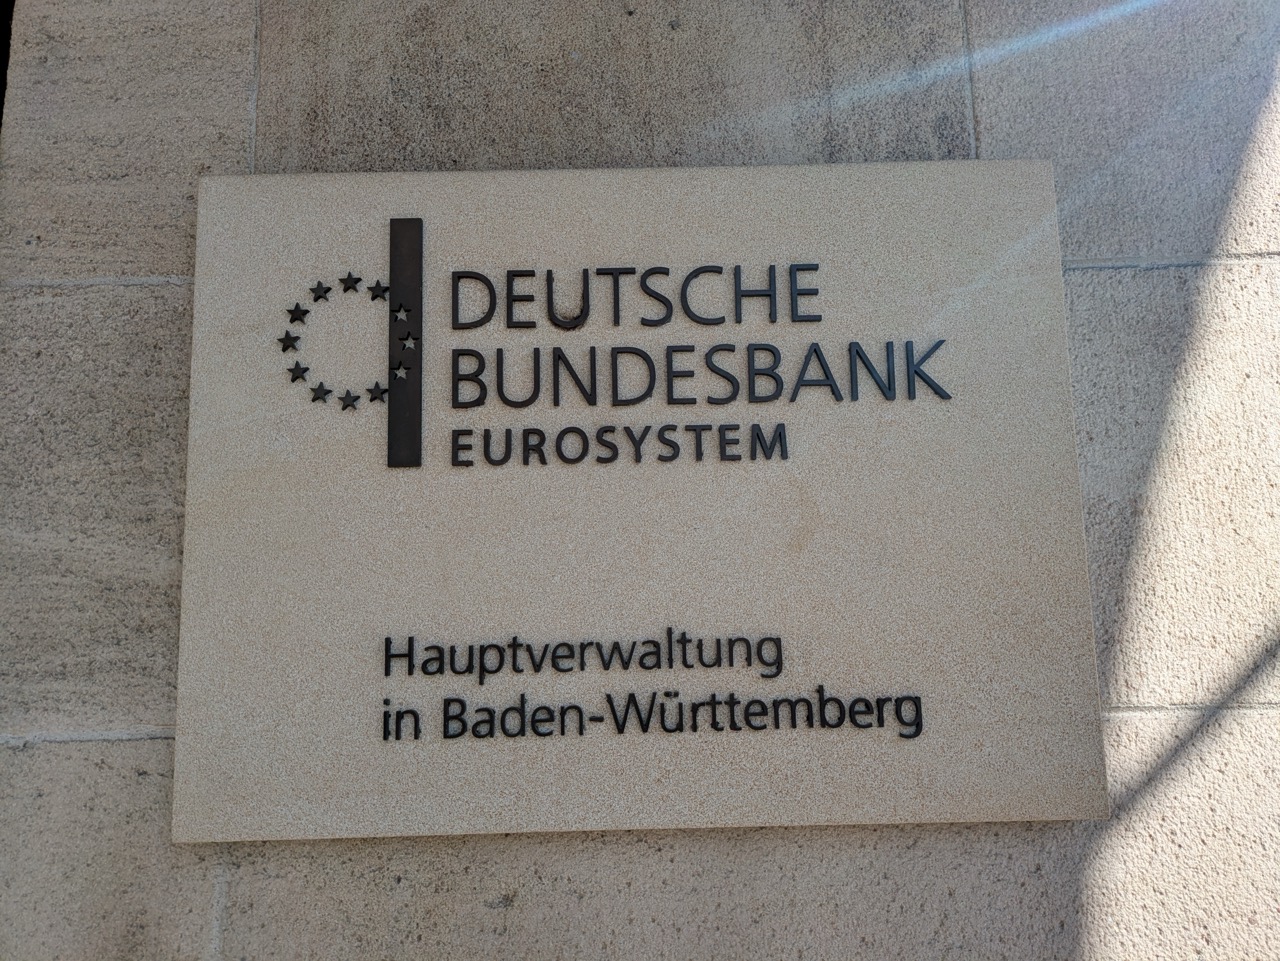 DEUTSCHE
BUNDESBANK
EUROSYSTEM
Hauptverwaltung
in Baden-Württemberg